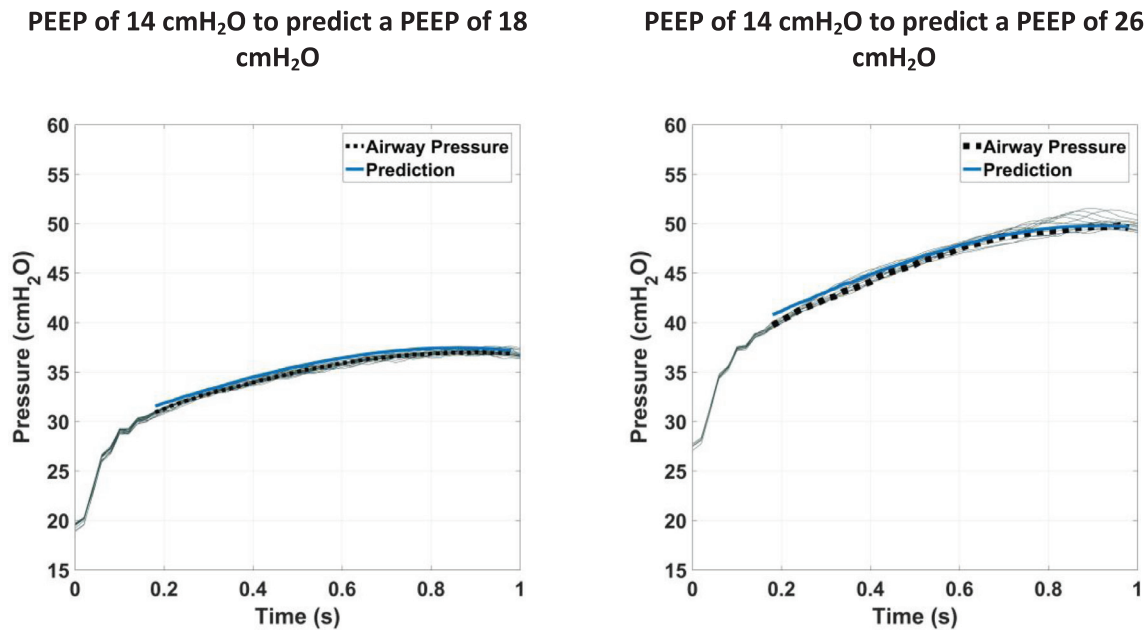 PEEP of 14 cmH₂O to predict a PEEP of 18
cmH₂O
60
55
50
45
40
35
30
25
20
15
Pressure (cmH₂O)
Airway Pressure
Prediction
0
0.2
0.4
0.6
0.8
1
Time (s)
PEEP of 14 cmH₂O to predict a PEEP of 26
cmH₂O
60
55
50
45
40
35
30
25
20
15
Pressure (cmH₂O)
Airway Pressure
Prediction
0
0.2
0.4
0.6
0.8
1
Time (s)